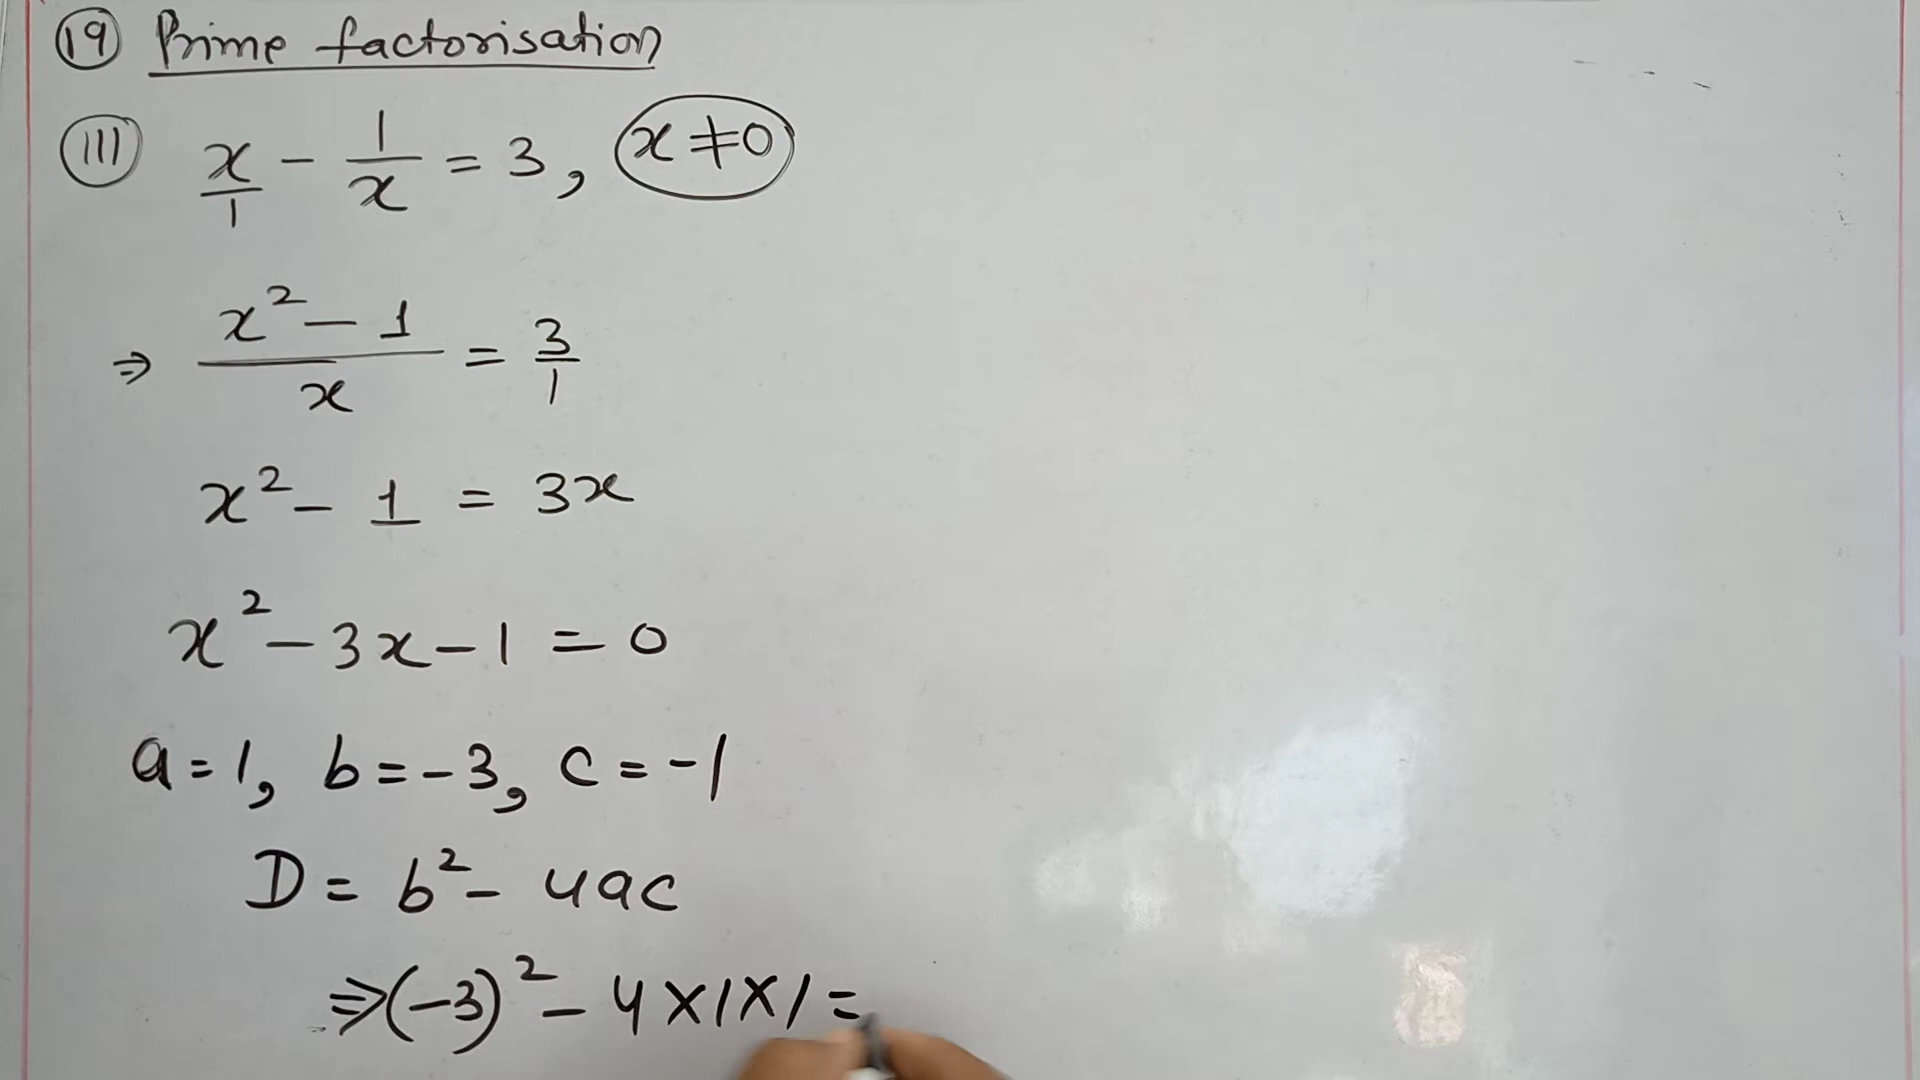 19 Prime factorisation
III x/1 - 1/x = 3, x ≠ 0
⇒ x² - 1 / x = 3/1
x² - 1 = 3x
x² - 3x - 1 = 0
a = 1, b = -3, c = -1
D = b² - 4ac
⇒ (-3)² - 4 × 1 × 1 =